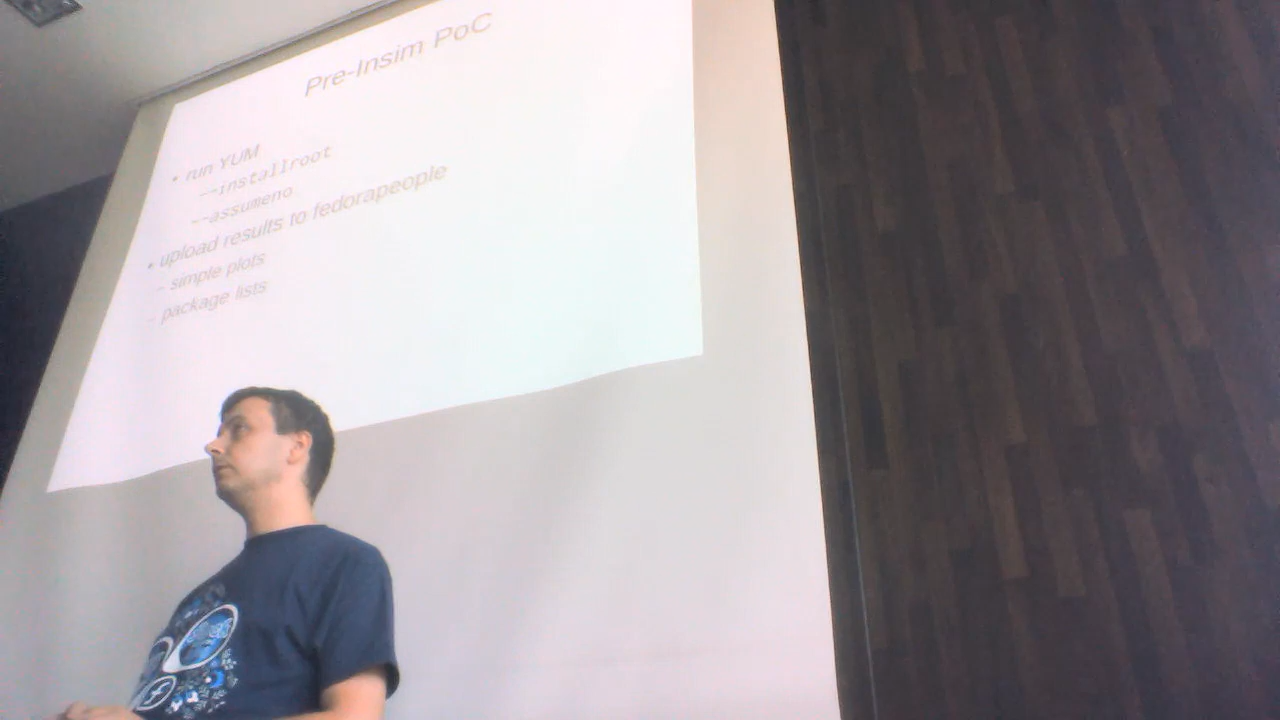 Pre-Insim PoC
• run YUM
--installroot
--assumeno
• upload results to fedorapeople
– simple plots
– package lists